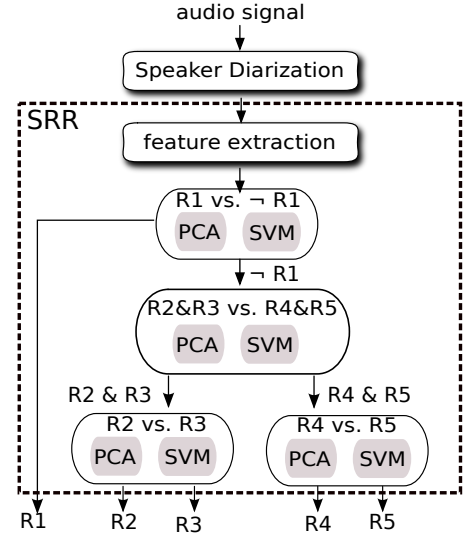 audio signal
Speaker Diarization
SRR
feature extraction
R1 vs. ¬ R1
PCA SVM
¬ R1
R2&R3 vs. R4&R5
PCA SVM
R2 & R3 R4 & R5
R2 vs. R3 R4 vs. R5
PCA SVM PCA SVM
R1 R2 R3 R4 R5